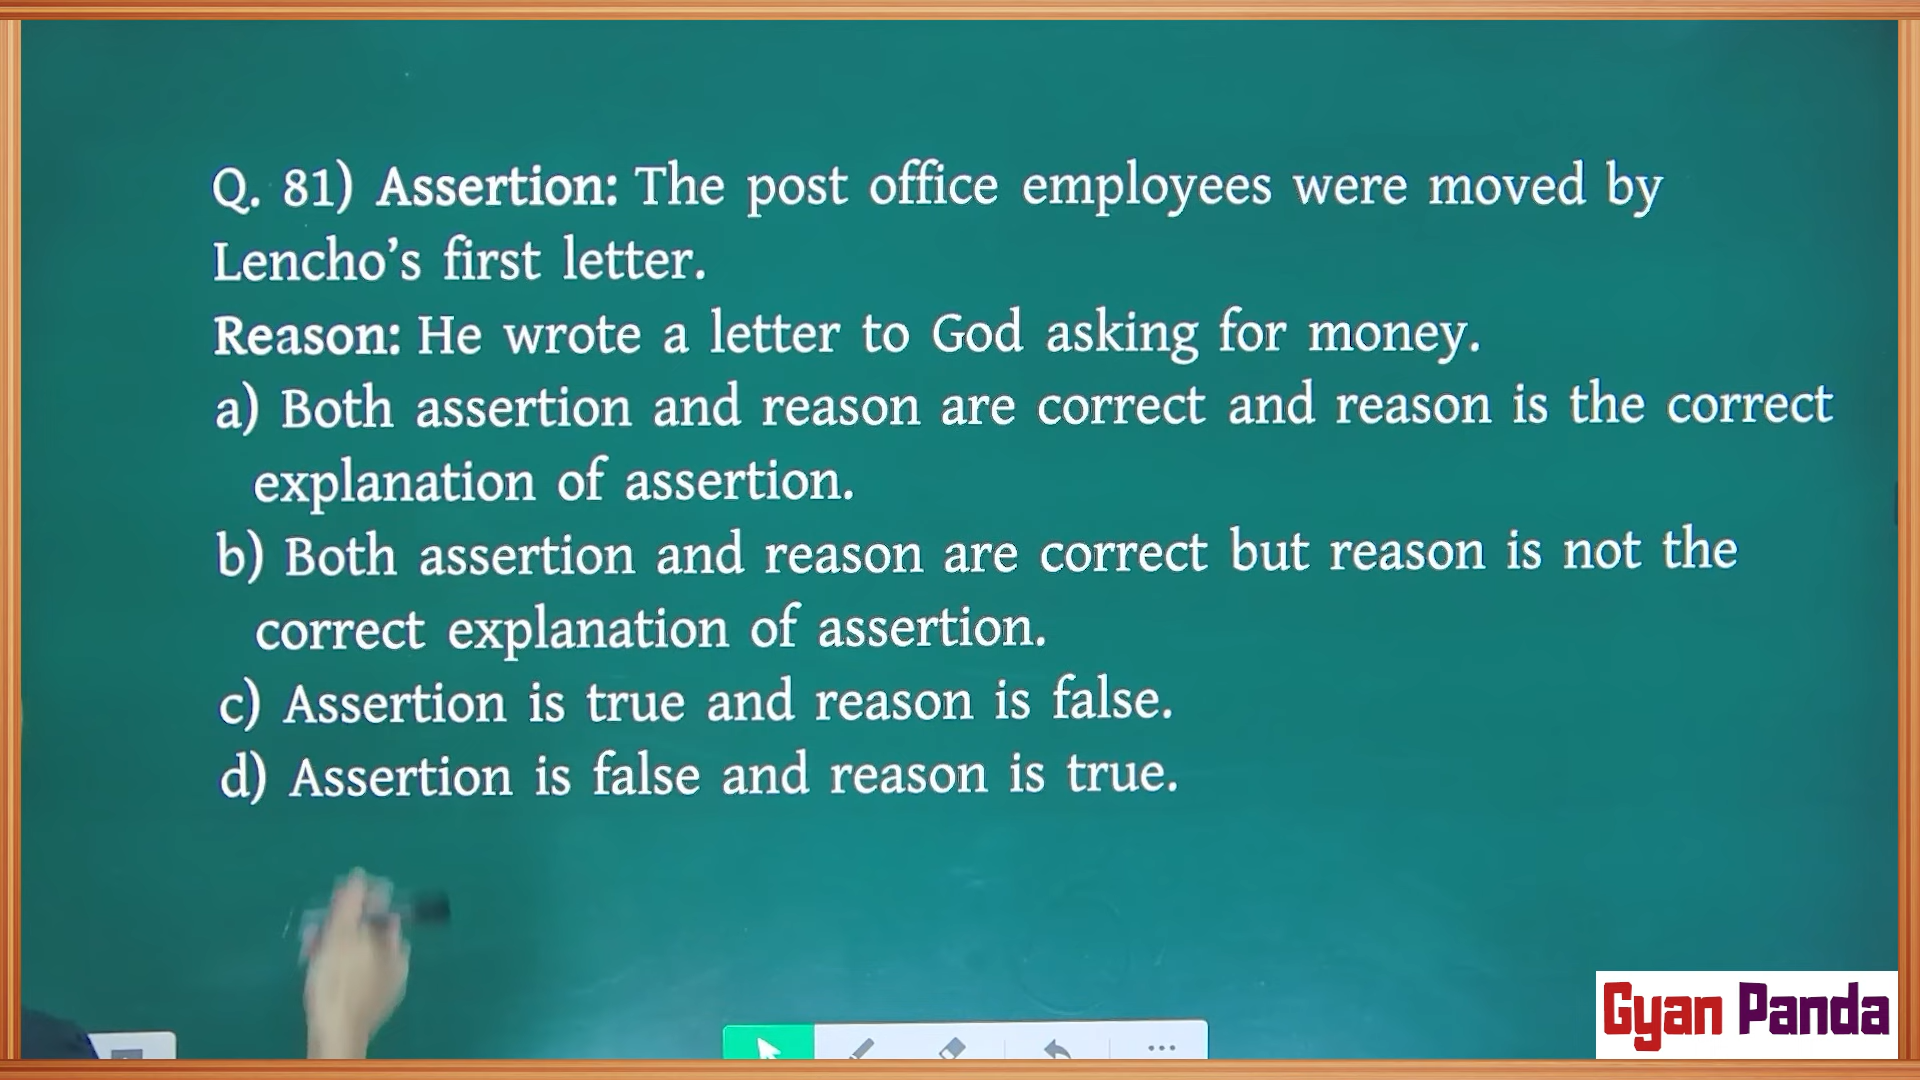 Q. 81) Assertion: The post office employees were moved by
Lencho’s first letter.
Reason: He wrote a letter to God asking for money.
a) Both assertion and reason are correct and reason is the correct
explanation of assertion.
b) Both assertion and reason are correct but reason is not the
correct explanation of assertion.
c) Assertion is true and reason is false.
d) Assertion is false and reason is true.
Gyan Panda